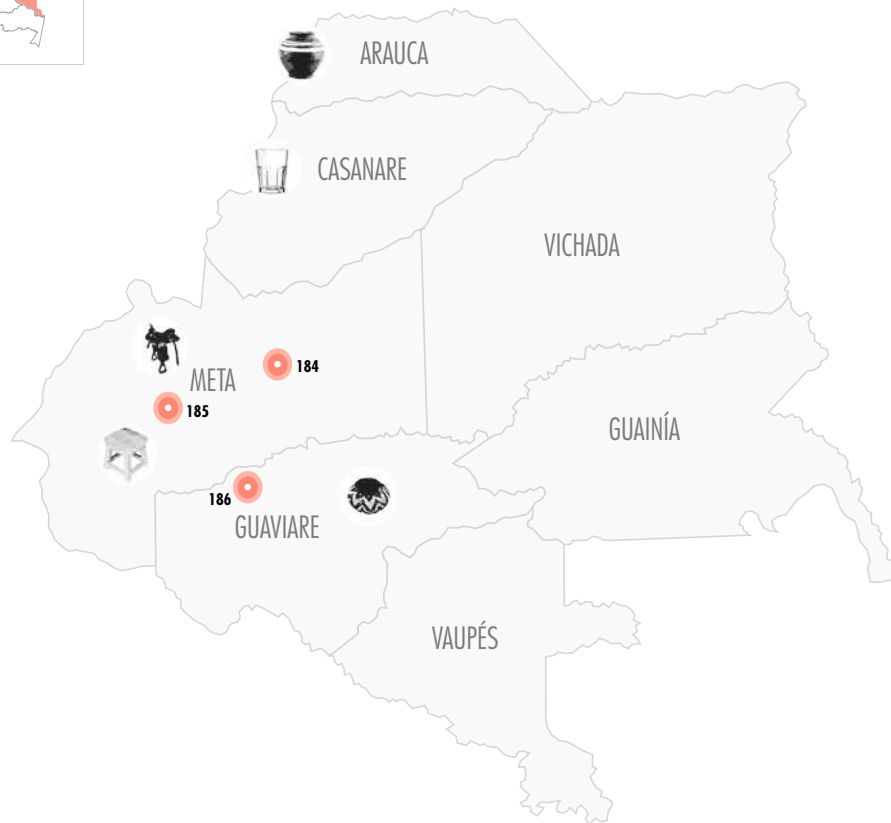 ARAUCA
CASANARE
VICHADA
META
184
185
GUAINÍA
186
GUAVIARE
VAUPÉS